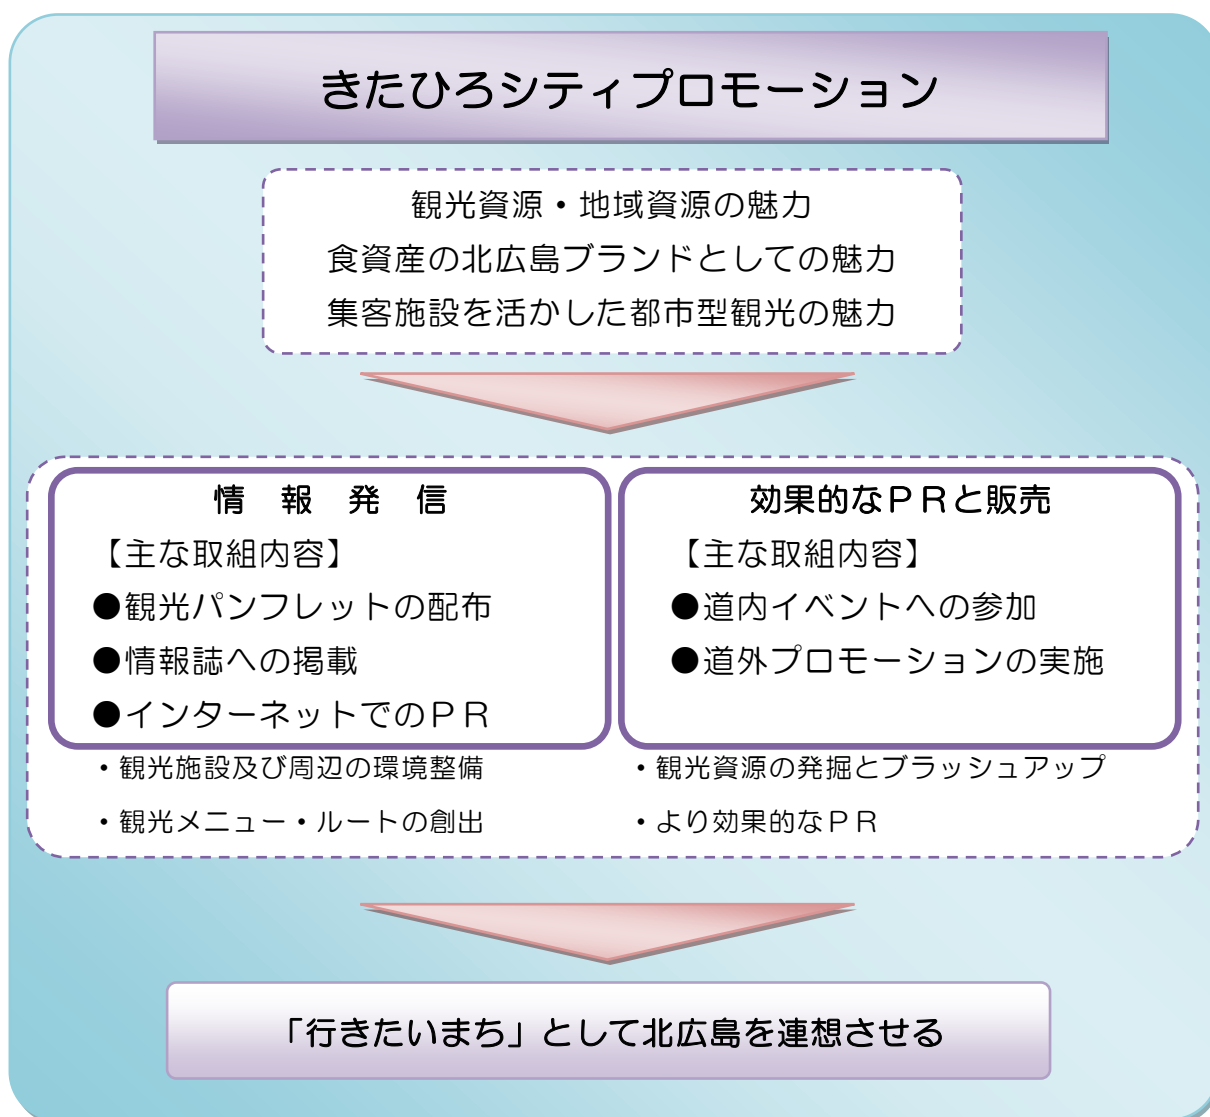 きたひろシティプロモーション
観光資源・地域資源の魅力
食資産の北広島ブランドとしての魅力
集客施設を活かした都市型観光の魅力
情　報　発　信
【主な取組内容】
●観光パンフレットの配布
●情報誌への掲載
●インターネットでのＰＲ
効果的なＰＲと販売
【主な取組内容】
●道内イベントへの参加
●道外プロモーションの実施
・観光施設及び周辺の環境整備
・観光メニュー・ルートの創出
・観光資源の発掘とブラッシュアップ
・より効果的なＰＲ
「行きたいまち」として北広島を連想させる